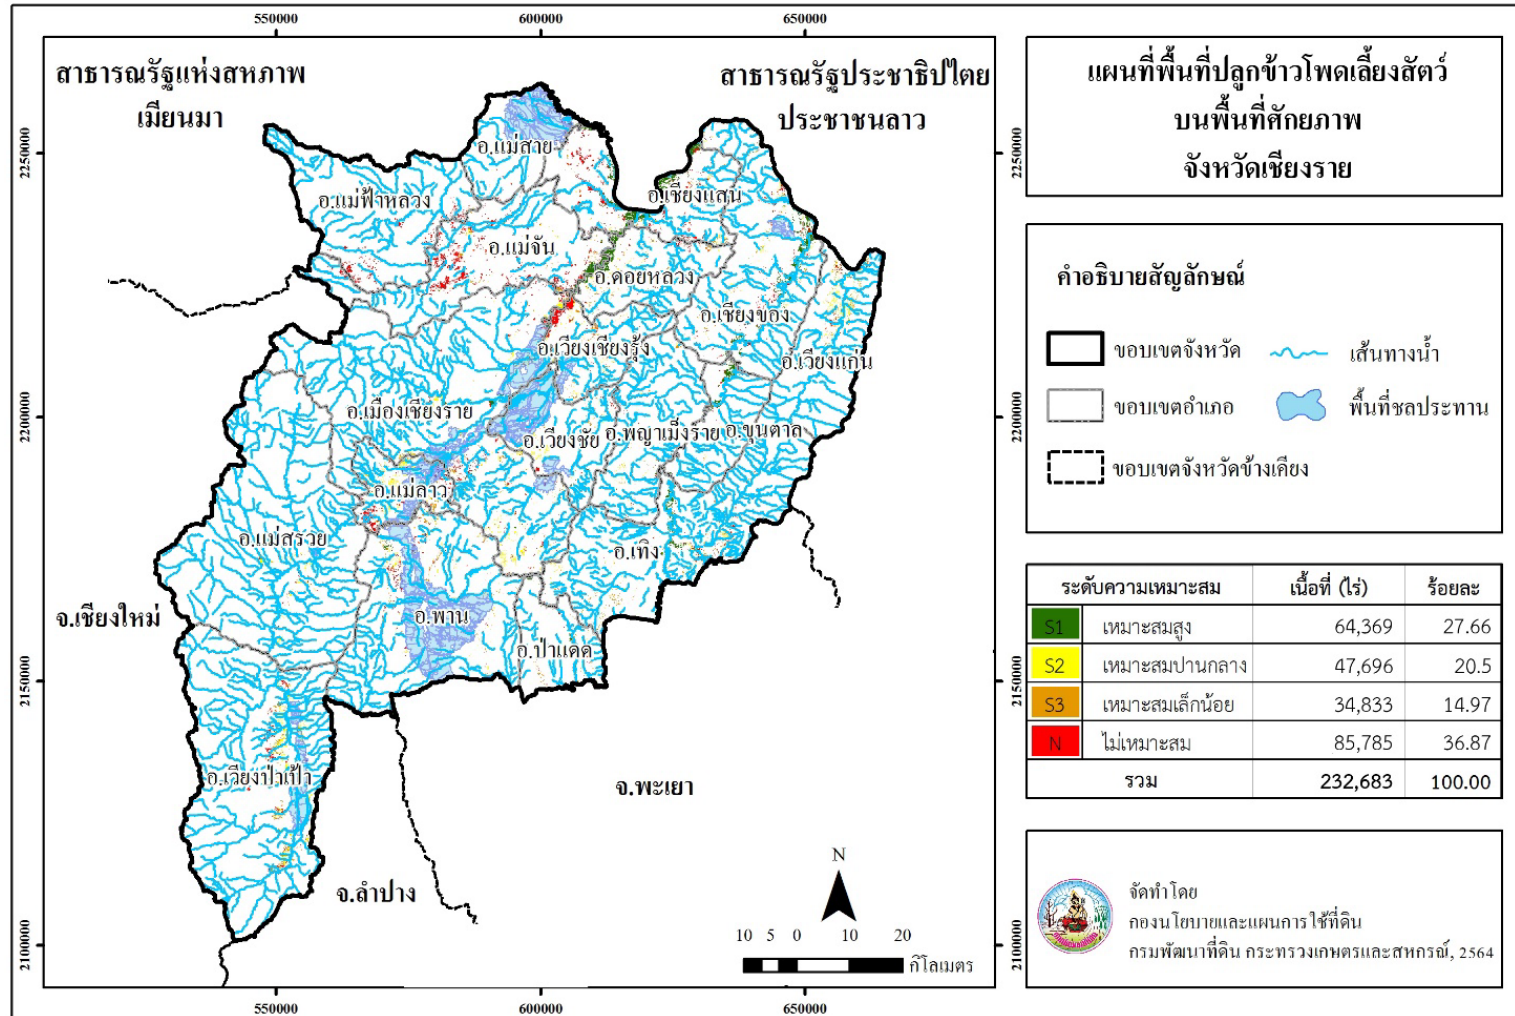 550000 600000 650000
สาธารณรัฐแห่งสหภาพ
เมียนมา
สาธารณรัฐประชาธิปไตย
ประชาชนลาว
2250000
2250000
2200000
2200000
2150000
2150000
2100000
2100000
อ.แม่สาย
อ.แม่ฟ้าหลวง
อ.เชียงแสน
อ.แม่จัน
อ.ดอยหลวง
อ.เชียงของ
อ.เวียงเชียงรุ้ง
อ.เวียงแก่น
อ.เมืองเชียงราย
อ.เวียงชัย
อ.พญาเม็งราย
อ.ขุนตาล
อ.แม่ลาว
อ.แม่สรวย
อ.เทิง
จ.เชียงใหม่
อ.พาน
อ.ป่าแดด
อ.เวียงป่าเป้า
จ.พะเยา
จ.ลำปาง
N
10 5 0 10 20
กิโลเมตร
550000 600000 650000
แผนที่พื้นที่ปลูกข้าวโพดเลี้ยงสัตว์
บนพื้นที่ศักยภาพ
จังหวัดเชียงราย
คำอธิบายสัญลักษณ์
ขอบเขตจังหวัด เส้นทางน้ำ
ขอบเขตอำเภอ พื้นที่ชลประทาน
ขอบเขตจังหวัดข้างเคียง
ระดับความเหมาะสม เนื้อที่ (ไร่) ร้อยละ
S1 เหมาะสมสูง 64,369 27.66
S2 เหมาะสมปานกลาง 47,696 20.5
S3 เหมาะสมเล็กน้อย 34,833 14.97
N ไม่เหมาะสม 85,785 36.87
รวม 232,683 100.00
จัดทำโดย
กองนโยบายและแผนการใช้ที่ดิน
กรมพัฒนาที่ดิน กระทรวงเกษตรและสหกรณ์, 2564